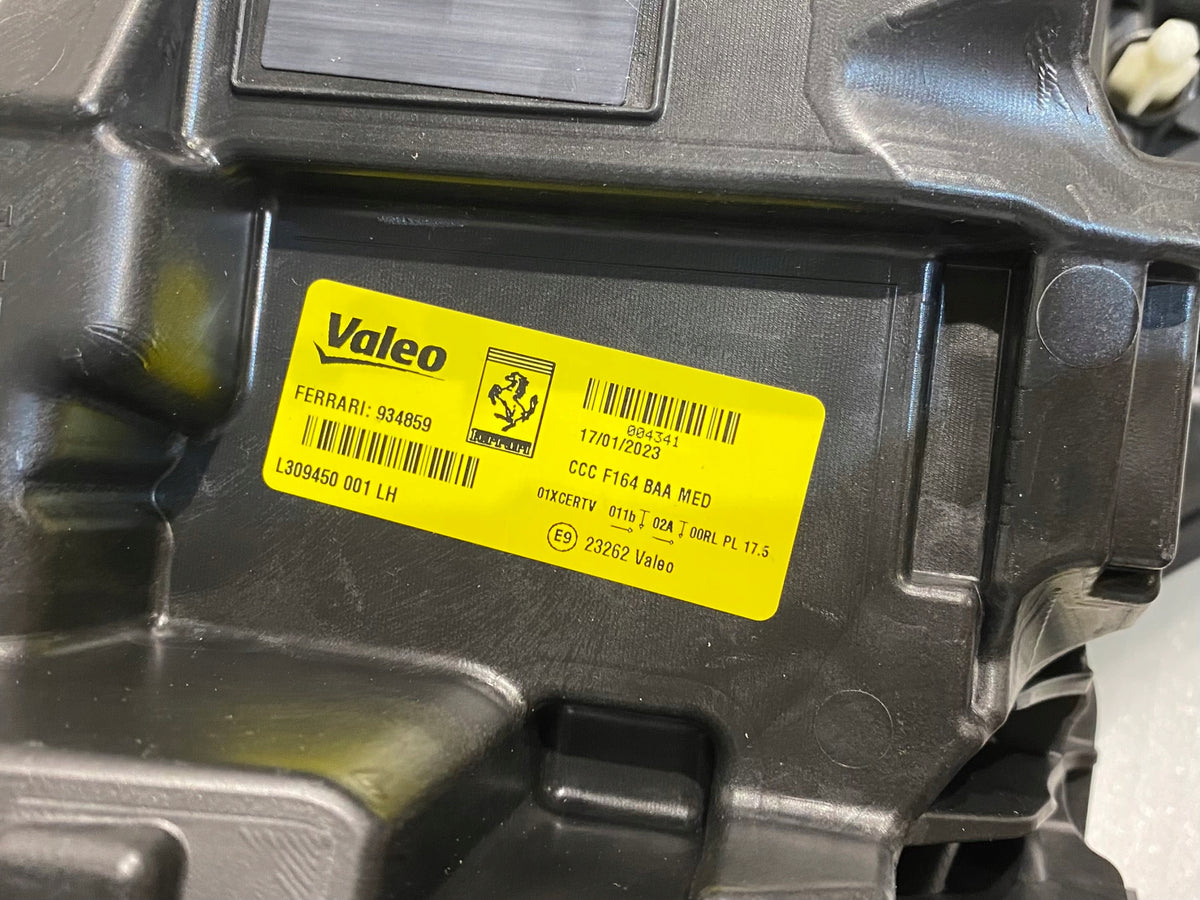 Valeo
FERRARI: 934859
L309450 001 LH
Ferrari
004341
17/01/2023
CCC F164 BAA MED
01XCERTV 011b 02A 00RL PL 17.5
E9 23262 Valeo